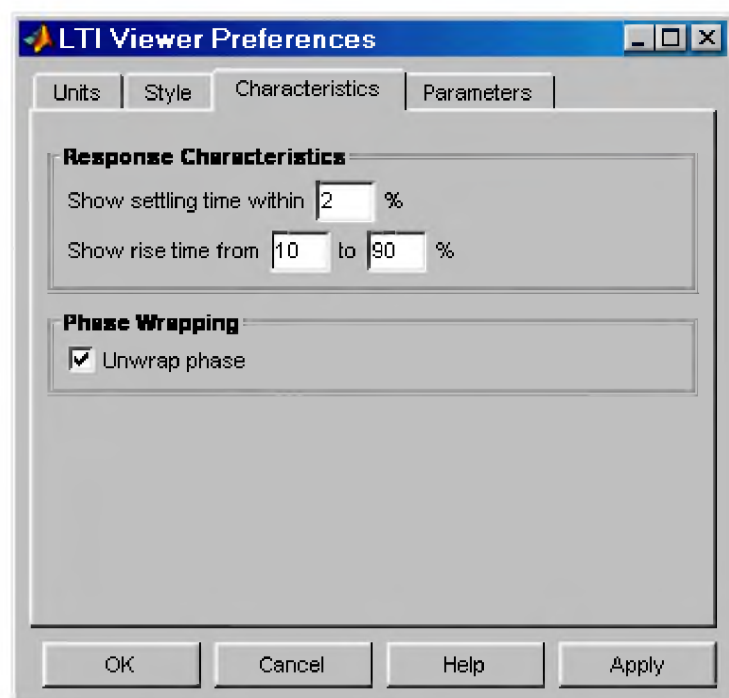 LTI Viewer Preferences
Units Style Characteristics Parameters
Response Characteristics
Show settling time within 2 %
Show rise time from 10 to 90 %
Phase Wrapping
Unwrap phase
OK Cancel Help Apply